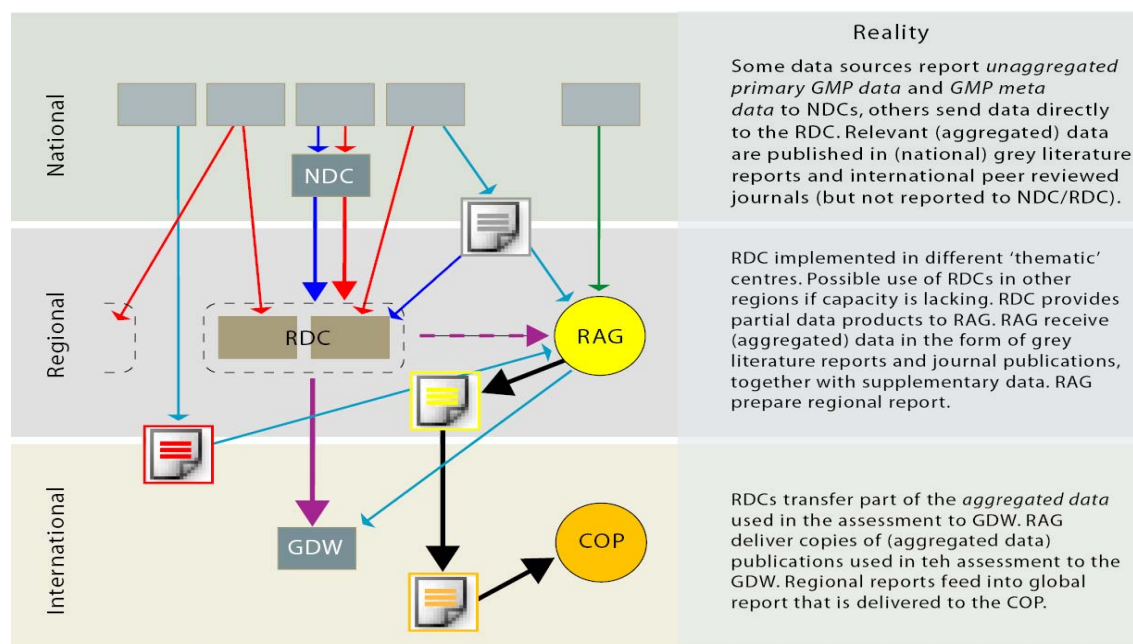 Reality
National
Some data sources report unaggregated
primary GMP data and GMP meta
data to NDCs, others send data directly
to the RDC. Relevant (aggregated) data
are published in (national) grey literature
reports and international peer reviewed
journals (but not reported to NDC/RDC).
NDC
Regional
RDC
RAG
RDC implemented in different ‘thematic’
centres. Possible use of RDCs in other
regions if capacity is lacking. RDC provides
partial data products to RAG. RAG receive
(aggregated) data in the form of grey
literature reports and journal publications,
together with supplementary data. RAG
prepare regional report.
International
GDW
COP
RDCs transfer part of the aggregated data
used in the assessment to GDW. RAG
deliver copies of (aggregated data)
publications used in teh assessment to the
GDW. Regional reports feed into global
report that is delivered to the COP.